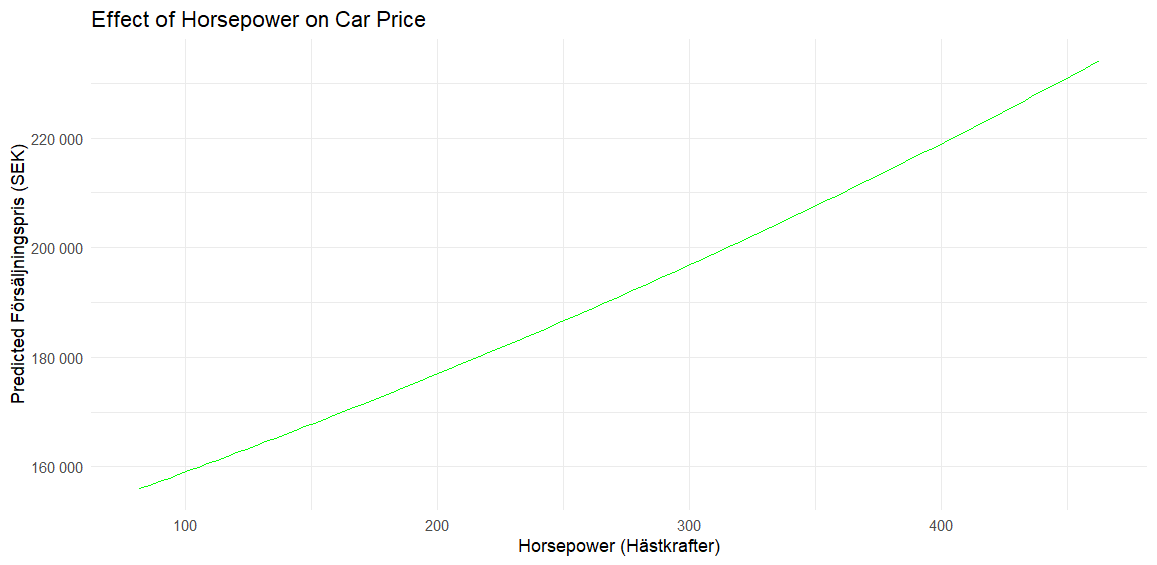 Effect of Horsepower on Car Price
Predicted Försäljningspris (SEK)
220 000
200 000
180 000
160 000
100
200
300
400
Horsepower (Hästkrafter)